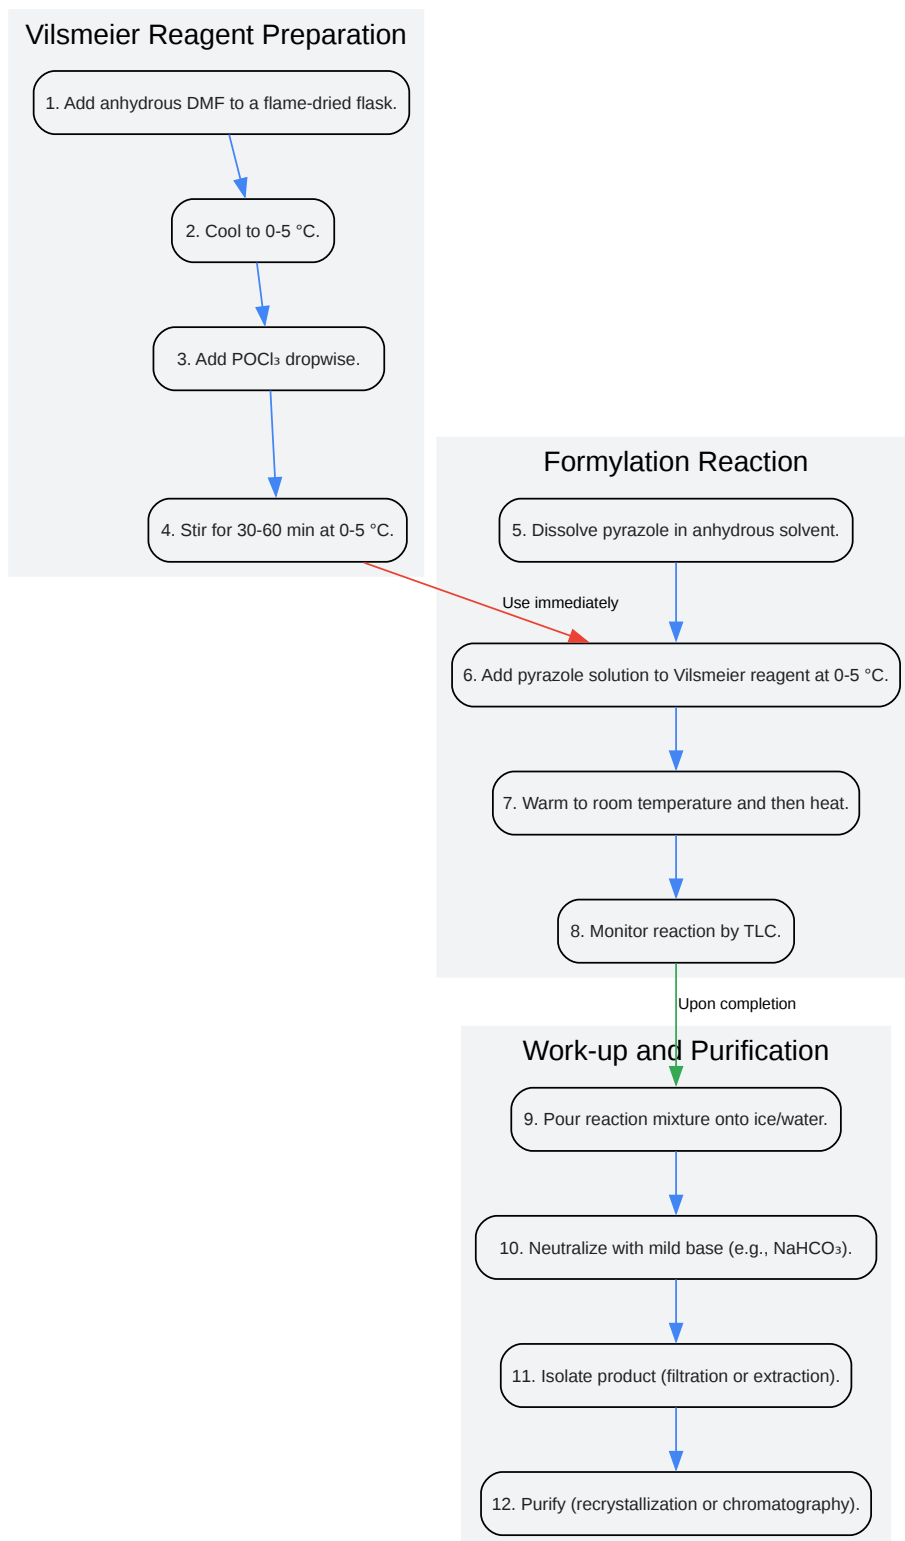 Vilsmeier Reagent Preparation
1. Add anhydrous DMF to a flame-dried flask.
2. Cool to 0-5 °C.
3. Add POCl₃ dropwise.
4. Stir for 30-60 min at 0-5 °C.
Formylation Reaction
5. Dissolve pyrazole in anhydrous solvent.
Use immediately
6. Add pyrazole solution to Vilsmeier reagent at 0-5 °C.
7. Warm to room temperature and then heat.
8. Monitor reaction by TLC.
Upon completion
Work-up and Purification
9. Pour reaction mixture onto ice/water.
10. Neutralize with mild base (e.g., NaHCO₃).
11. Isolate product (filtration or extraction).
12. Purify (recrystallization or chromatography).